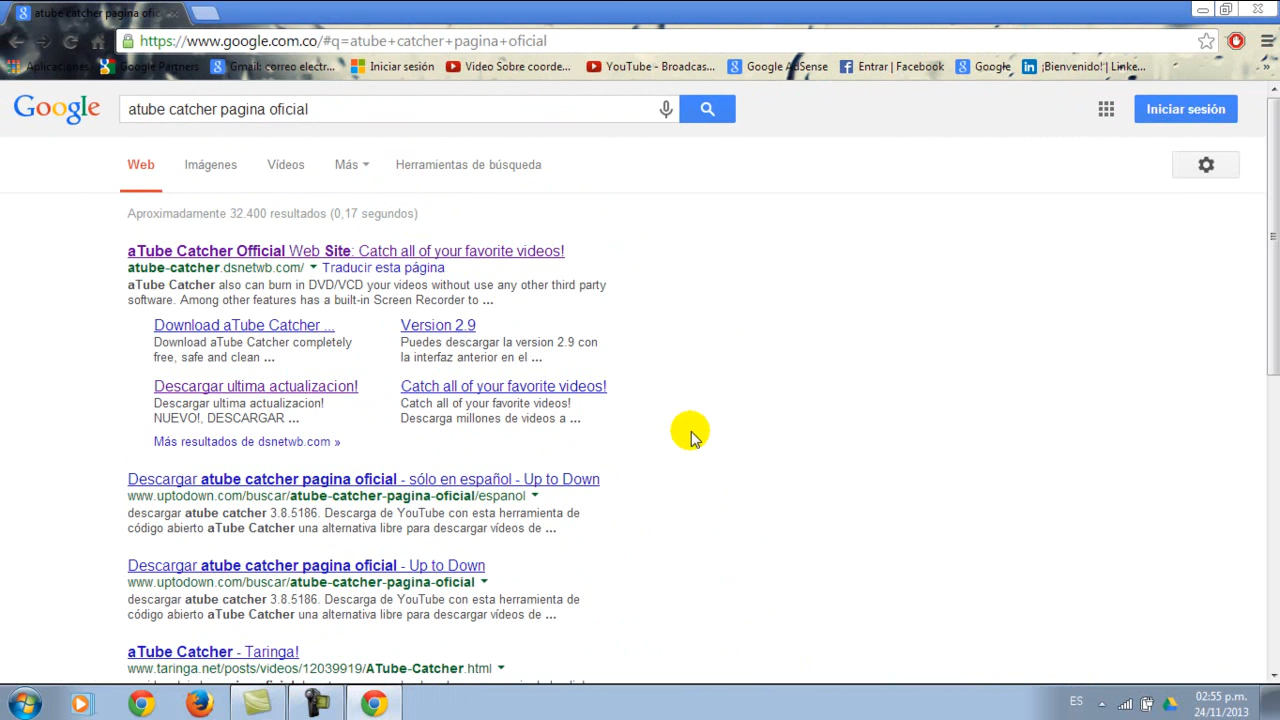 atube catcher pagina ofic
https://www.google.com.co/#q=atube+catcher+pagina+oficial
Aplicaciones Google Partners Gmail: correo electr... Iniciar sesión Video Sobre coorde... YouTube - Broadcas... Google AdSense Entrar | Facebook Google ¡Bienvenido! | Linke... »
Google atube catcher pagina oficial Iniciar sesión
Web Imágenes Vídeos Más Herramientas de búsqueda
Aproximadamente 32.400 resultados (0,17 segundos)
aTube Catcher Official Web Site: Catch all of your favorite videos!
atube-catcher.dsnetwb.com/ Traducir esta página
aTube Catcher also can burn in DVD/VCD your videos without use any other third party
software. Among other features has a built-in Screen Recorder to ...
Download aTube Catcher ...
Download aTube Catcher completely
free, safe and clean ...
Version 2.9
Puedes descargar la version 2.9 con
la interfaz anterior en el ...
Descargar ultima actualizacion!
Descargar ultima actualizacion!
NUEVO!, DESCARGAR ...
Catch all of your favorite videos!
Catch all of your favorite videos!
Descarga millones de videos a ...
Más resultados de dsnetwb.com »
Descargar atube catcher pagina oficial - sólo en español - Up to Down
www.uptodown.com/buscar/atube-catcher-pagina-oficial/espanol
descargar atube catcher 3.8.5186. Descarga de YouTube con esta herramienta de
código abierto aTube Catcher una alternativa libre para descargar vídeos de ...
Descargar atube catcher pagina oficial - Up to Down
www.uptodown.com/buscar/atube-catcher-pagina-oficial
descargar atube catcher 3.8.5186. Descarga de YouTube con esta herramienta de
código abierto aTube Catcher una alternativa libre para descargar vídeos de ...
aTube Catcher - Taringa!
www.taringa.net/posts/videos/12039919/ATube-Catcher.html
ES 02:55 p.m.
24/11/2013